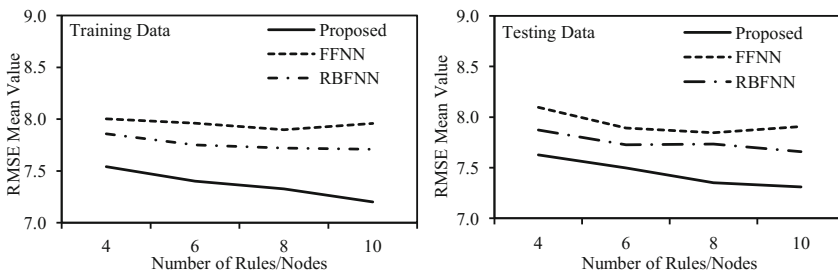 Training Data
Proposed
FFNN
RBFNN
RMSE Mean Value
9.0
8.5
8.0
7.5
7.0
4 6 8 10
Number of Rules/Nodes
Testing Data
Proposed
FFNN
RBFNN
RMSE Mean Value
9.0
8.5
8.0
7.5
7.0
4 6 8 10
Number of Rules/Nodes